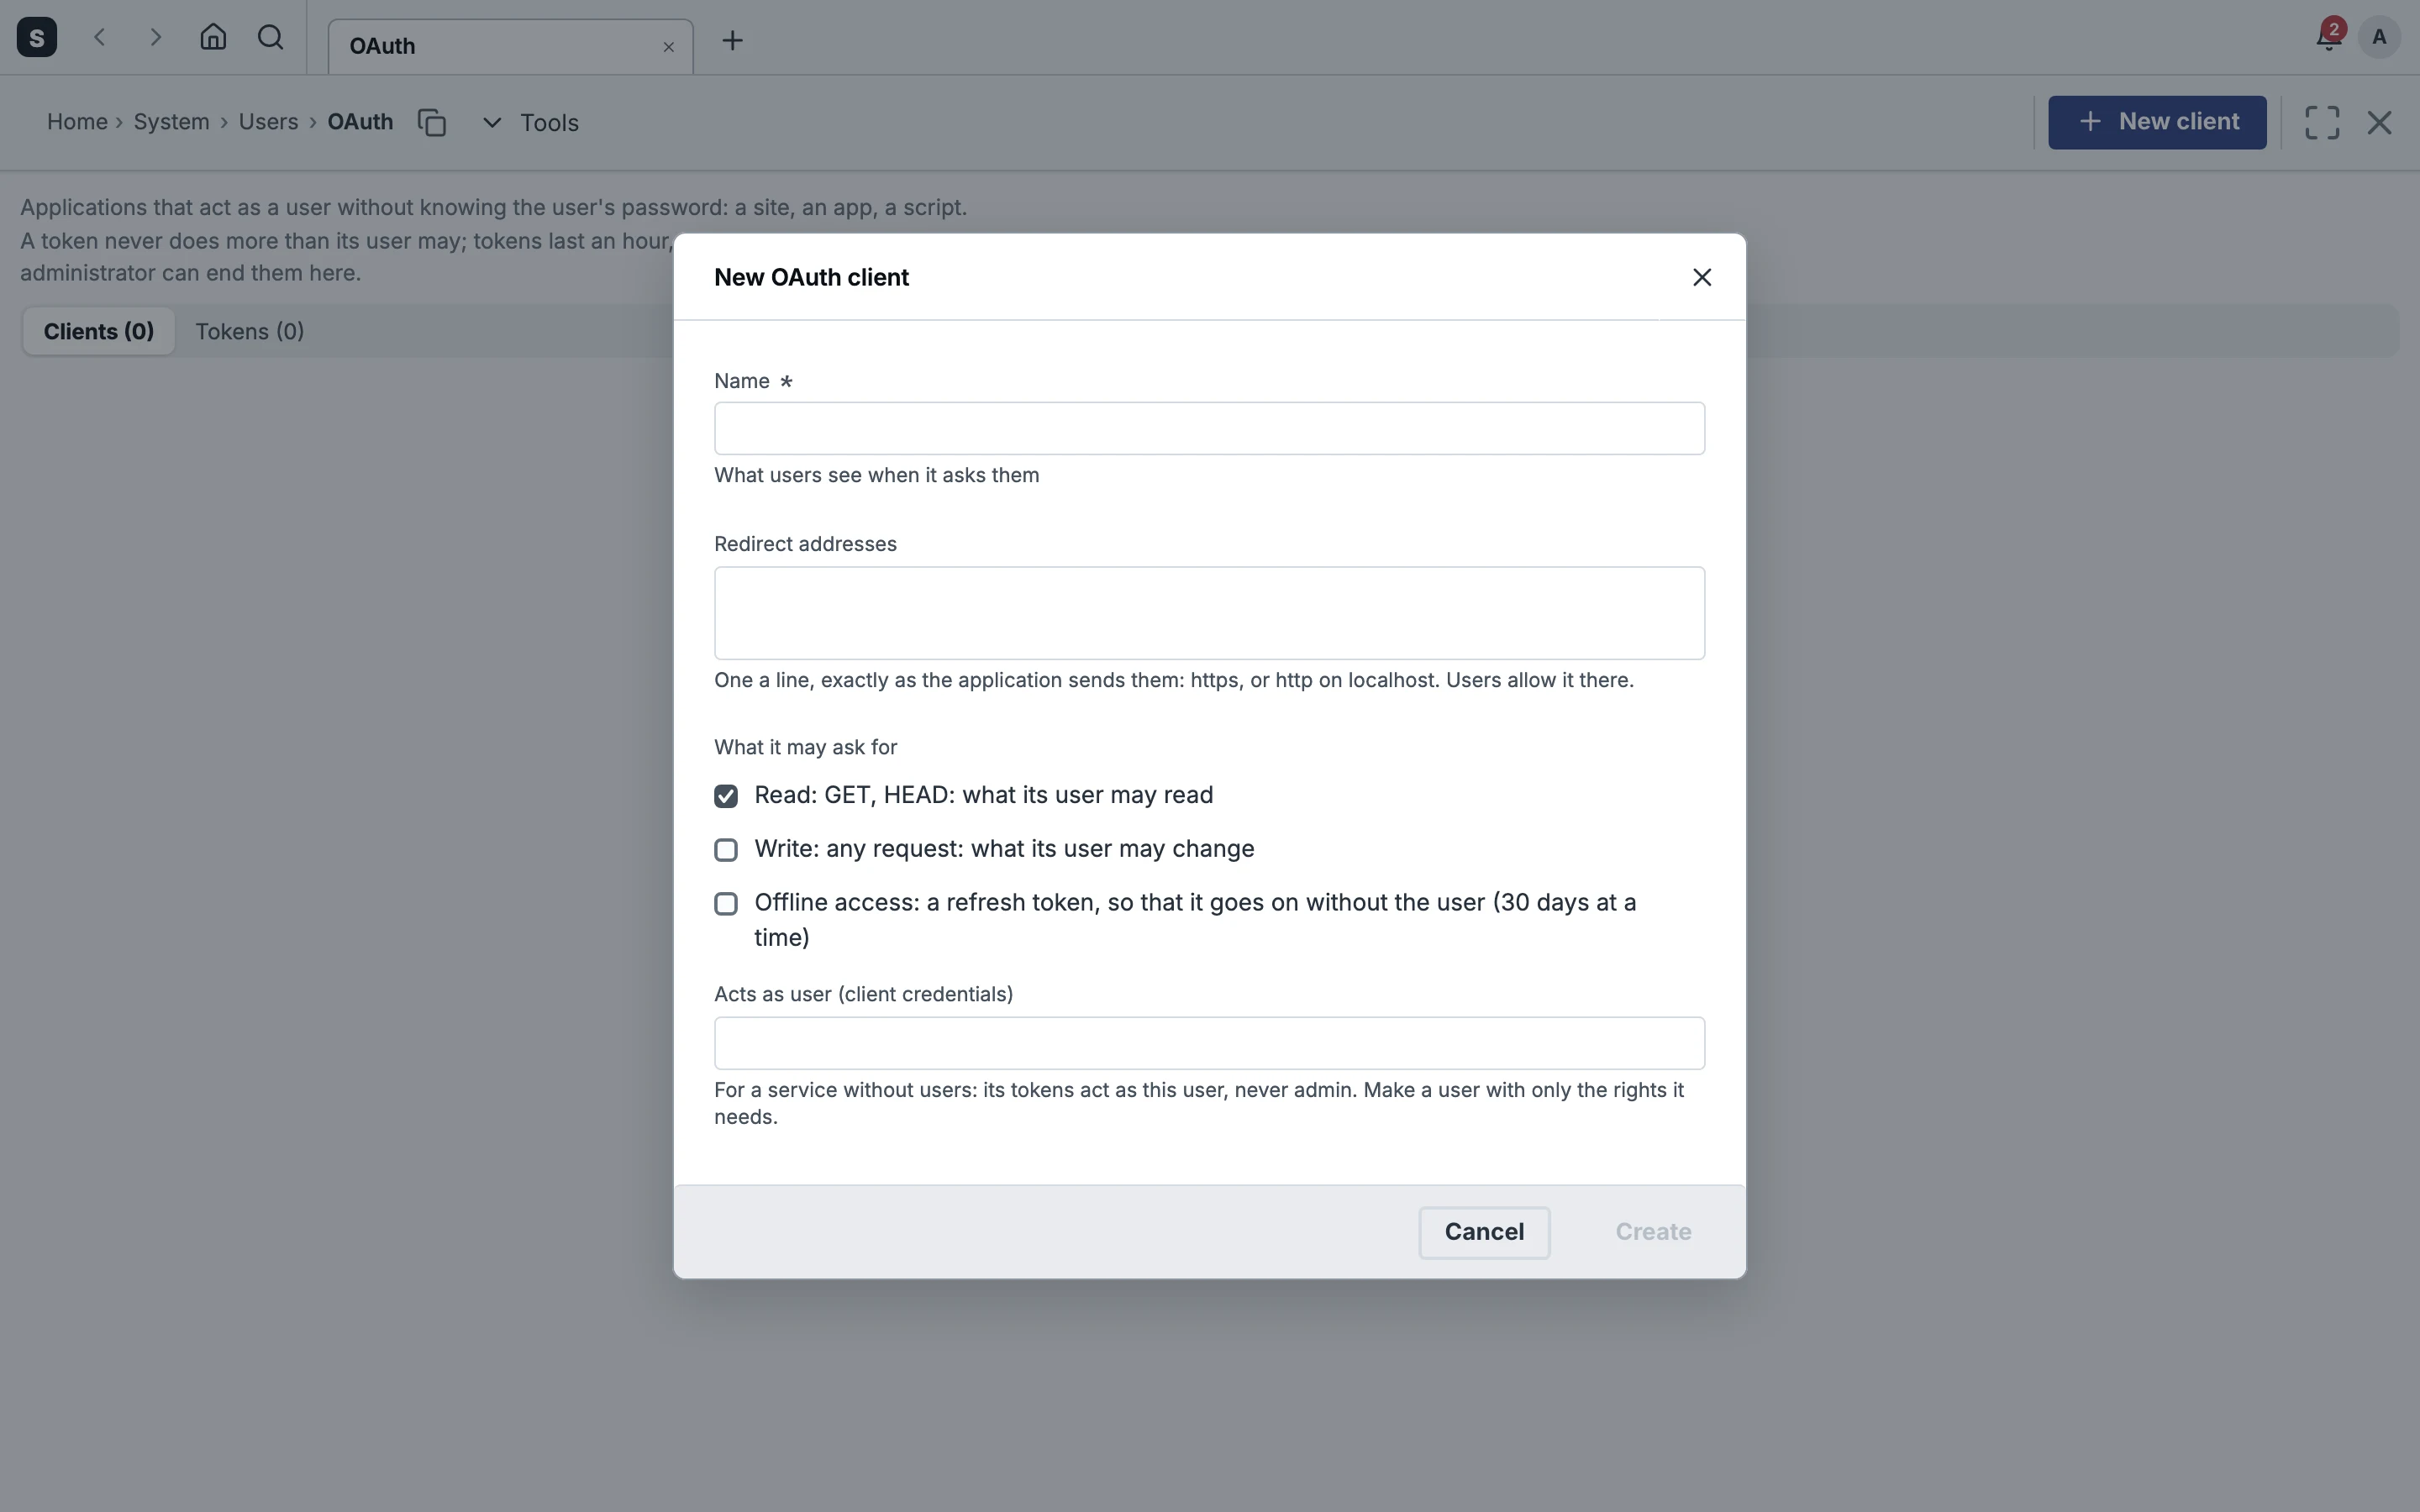 S
OAuth
2
A
Home › System › Users › OAuth
Tools
New client
Applications that act as a user without knowing the user's password: a site, an app, a script.
A token never does more than its user may; tokens last an hour,
administrator can end them here.
Clients (0)
Tokens (0)
New OAuth client
Name *
What users see when it asks them
Redirect addresses
One a line, exactly as the application sends them: https, or http on localhost. Users allow it there.
What it may ask for
Read: GET, HEAD: what its user may read
Write: any request: what its user may change
Offline access: a refresh token, so that it goes on without the user (30 days at a
time)
Acts as user (client credentials)
For a service without users: its tokens act as this user, never admin. Make a user with only the rights it
needs.
Cancel
Create